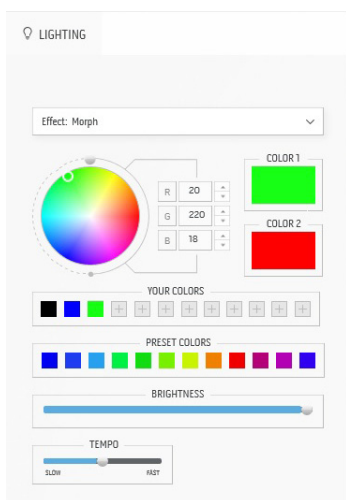 LIGHTING
Effect: Morph
COLOR 1
R 20
G 220
B 18
COLOR 2
YOUR COLORS
PRESET COLORS
BRIGHTNESS
TEMPO
SLOW FAST